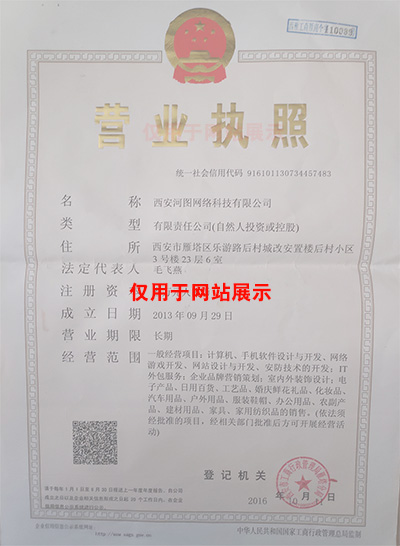 营业执照
仅用于网站展示
统一社会信用代码 916101130734457483
名 称 西安河图网络科技有限公司
类 型 有限责任公司(自然人投资或控股)
住 所 西安市雁塔区乐游路后村城改安置楼后村小区
3号楼23层6室
法定代表人 毛飞燕
注册资
仅用于网站展示
成立日期 2013年09月29日
营业期限 长期
经营范围 一般经营项目：计算机、手机软件设计与开发、网络
游戏开发、网站设计与开发、安防技术的开发；IT
外包服务；企业品牌营销策划；室内外装饰设计；电
子产品、日用百货、工艺品、婚庆鲜花礼品、化妆品、
汽车用品、户外用品、服装鞋帽、办公用品、农副产
品、建材用品、家具、家用纺织品的销售。(依法须
经批准的项目，经相关部门批准后方可开展经营活
动)
登记机关
2016
中华人民共和国国家工商行政管理总局监制